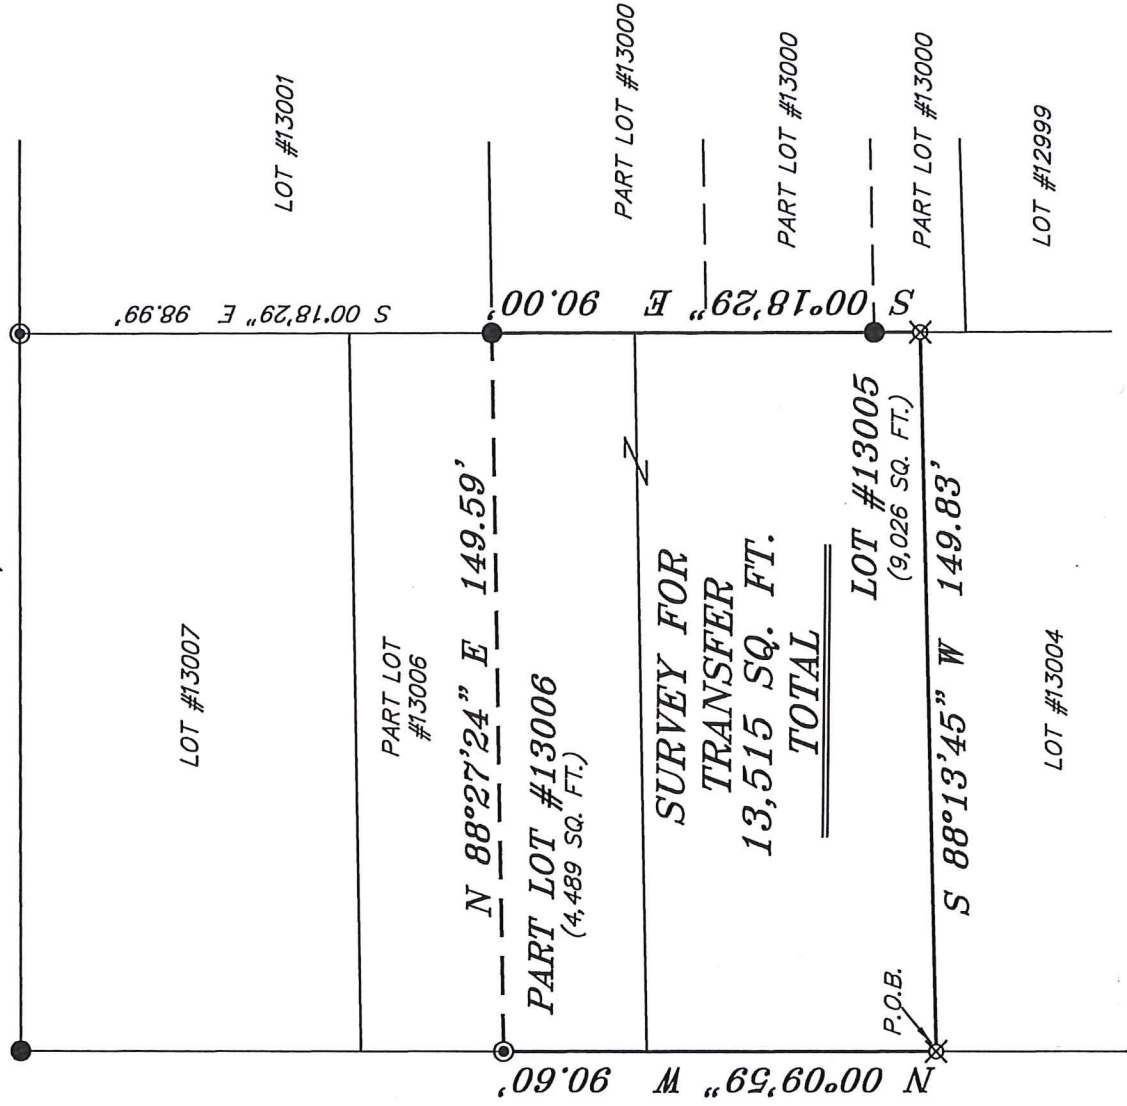 LOT #13001
PART LOT #13000
PART LOT #13000
PART LOT #13000
LOT #12999
S 00°18'29" E 98.99'
S 00°18'29" E 90.00'
LOT #13007
PART LOT
#13006
N 88°27'24" E 149.59'
PART LOT #13006
(4,489 SQ. FT.)
SURVEY FOR
TRANSFER
13,515 SQ. FT.
TOTAL
LOT #13005
(9,026 SQ. FT.)
S 88°13'45" W 149.83'
P.O.B.
N 00°09'59" W 90.60'
LOT #13004